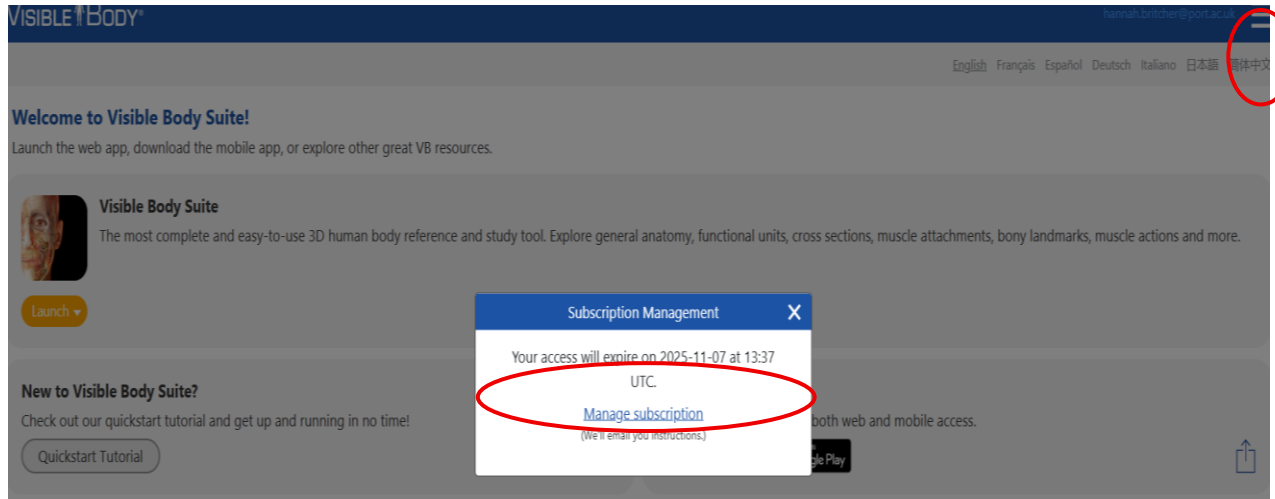 VISIBLE BODY®
hannah.britcher@port.ac.uk
English Français Español Deutsch Italiano 日本語 简体中文
Welcome to Visible Body Suite!
Launch the web app, download the mobile app, or explore other great VB resources.
Visible Body Suite
The most complete and easy-to-use 3D human body reference and study tool. Explore general anatomy, functional units, cross sections, muscle attachments, bony landmarks, muscle actions and more.
Launch
Subscription Management X
Your access will expire on 2025-11-07 at 13:37
UTC.
Manage subscription
(We'll email you instructions.)
New to Visible Body Suite?
Check out our quickstart tutorial and get up and running in no time!
both web and mobile access.
Quickstart Tutorial
Play